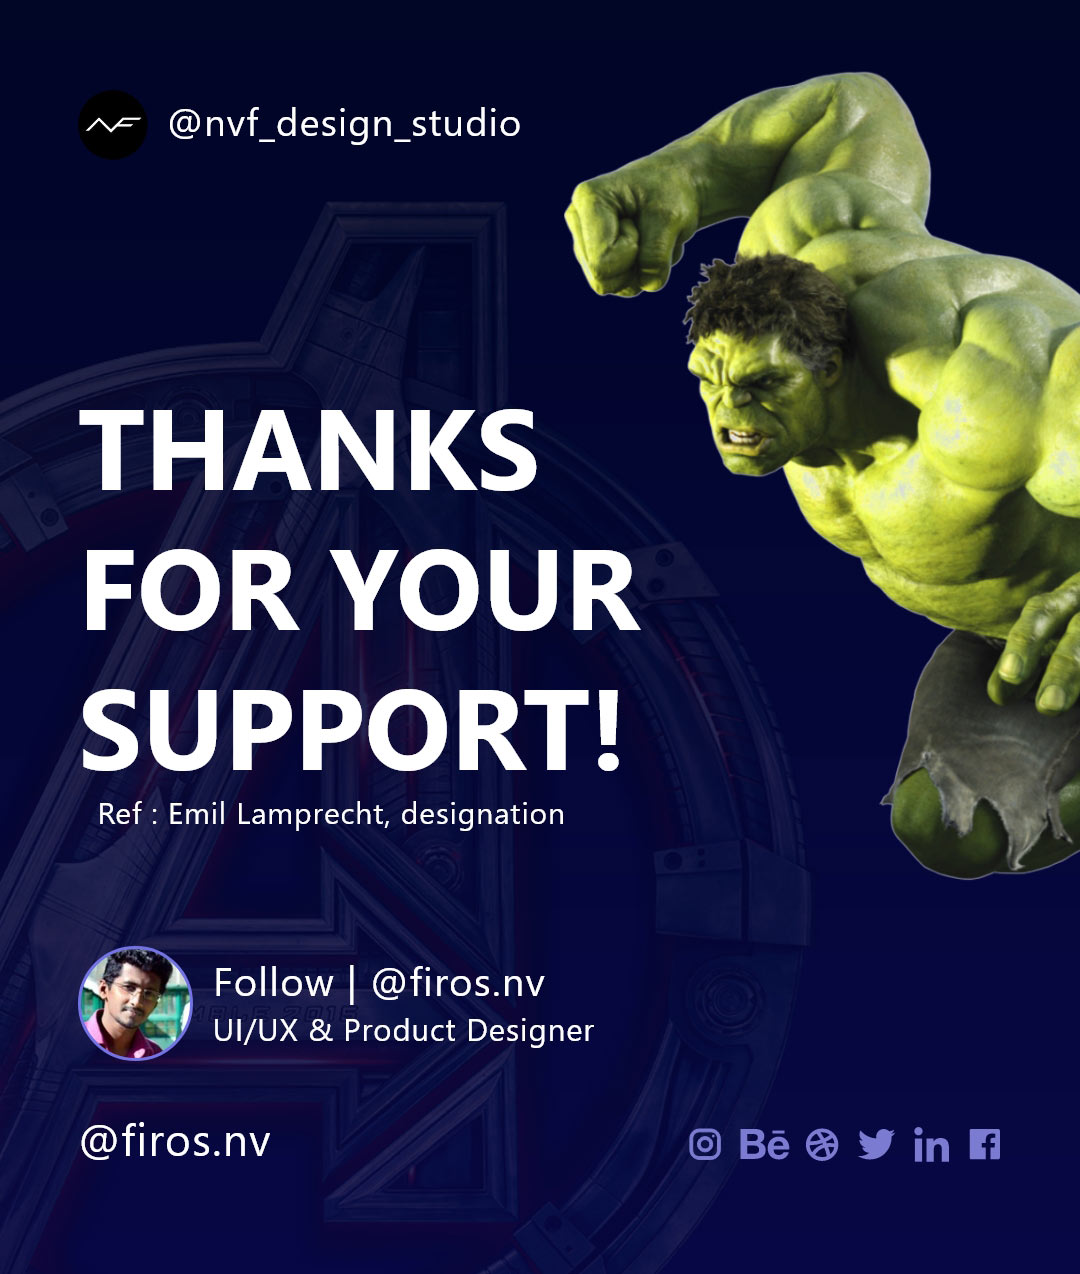 @nvf_design_studio
THANKS
FOR YOUR
SUPPORT!
Ref : Emil Lamprecht, designation
Follow | @firos.nv
UI/UX & Product Designer
@firos.nv
Bē
in